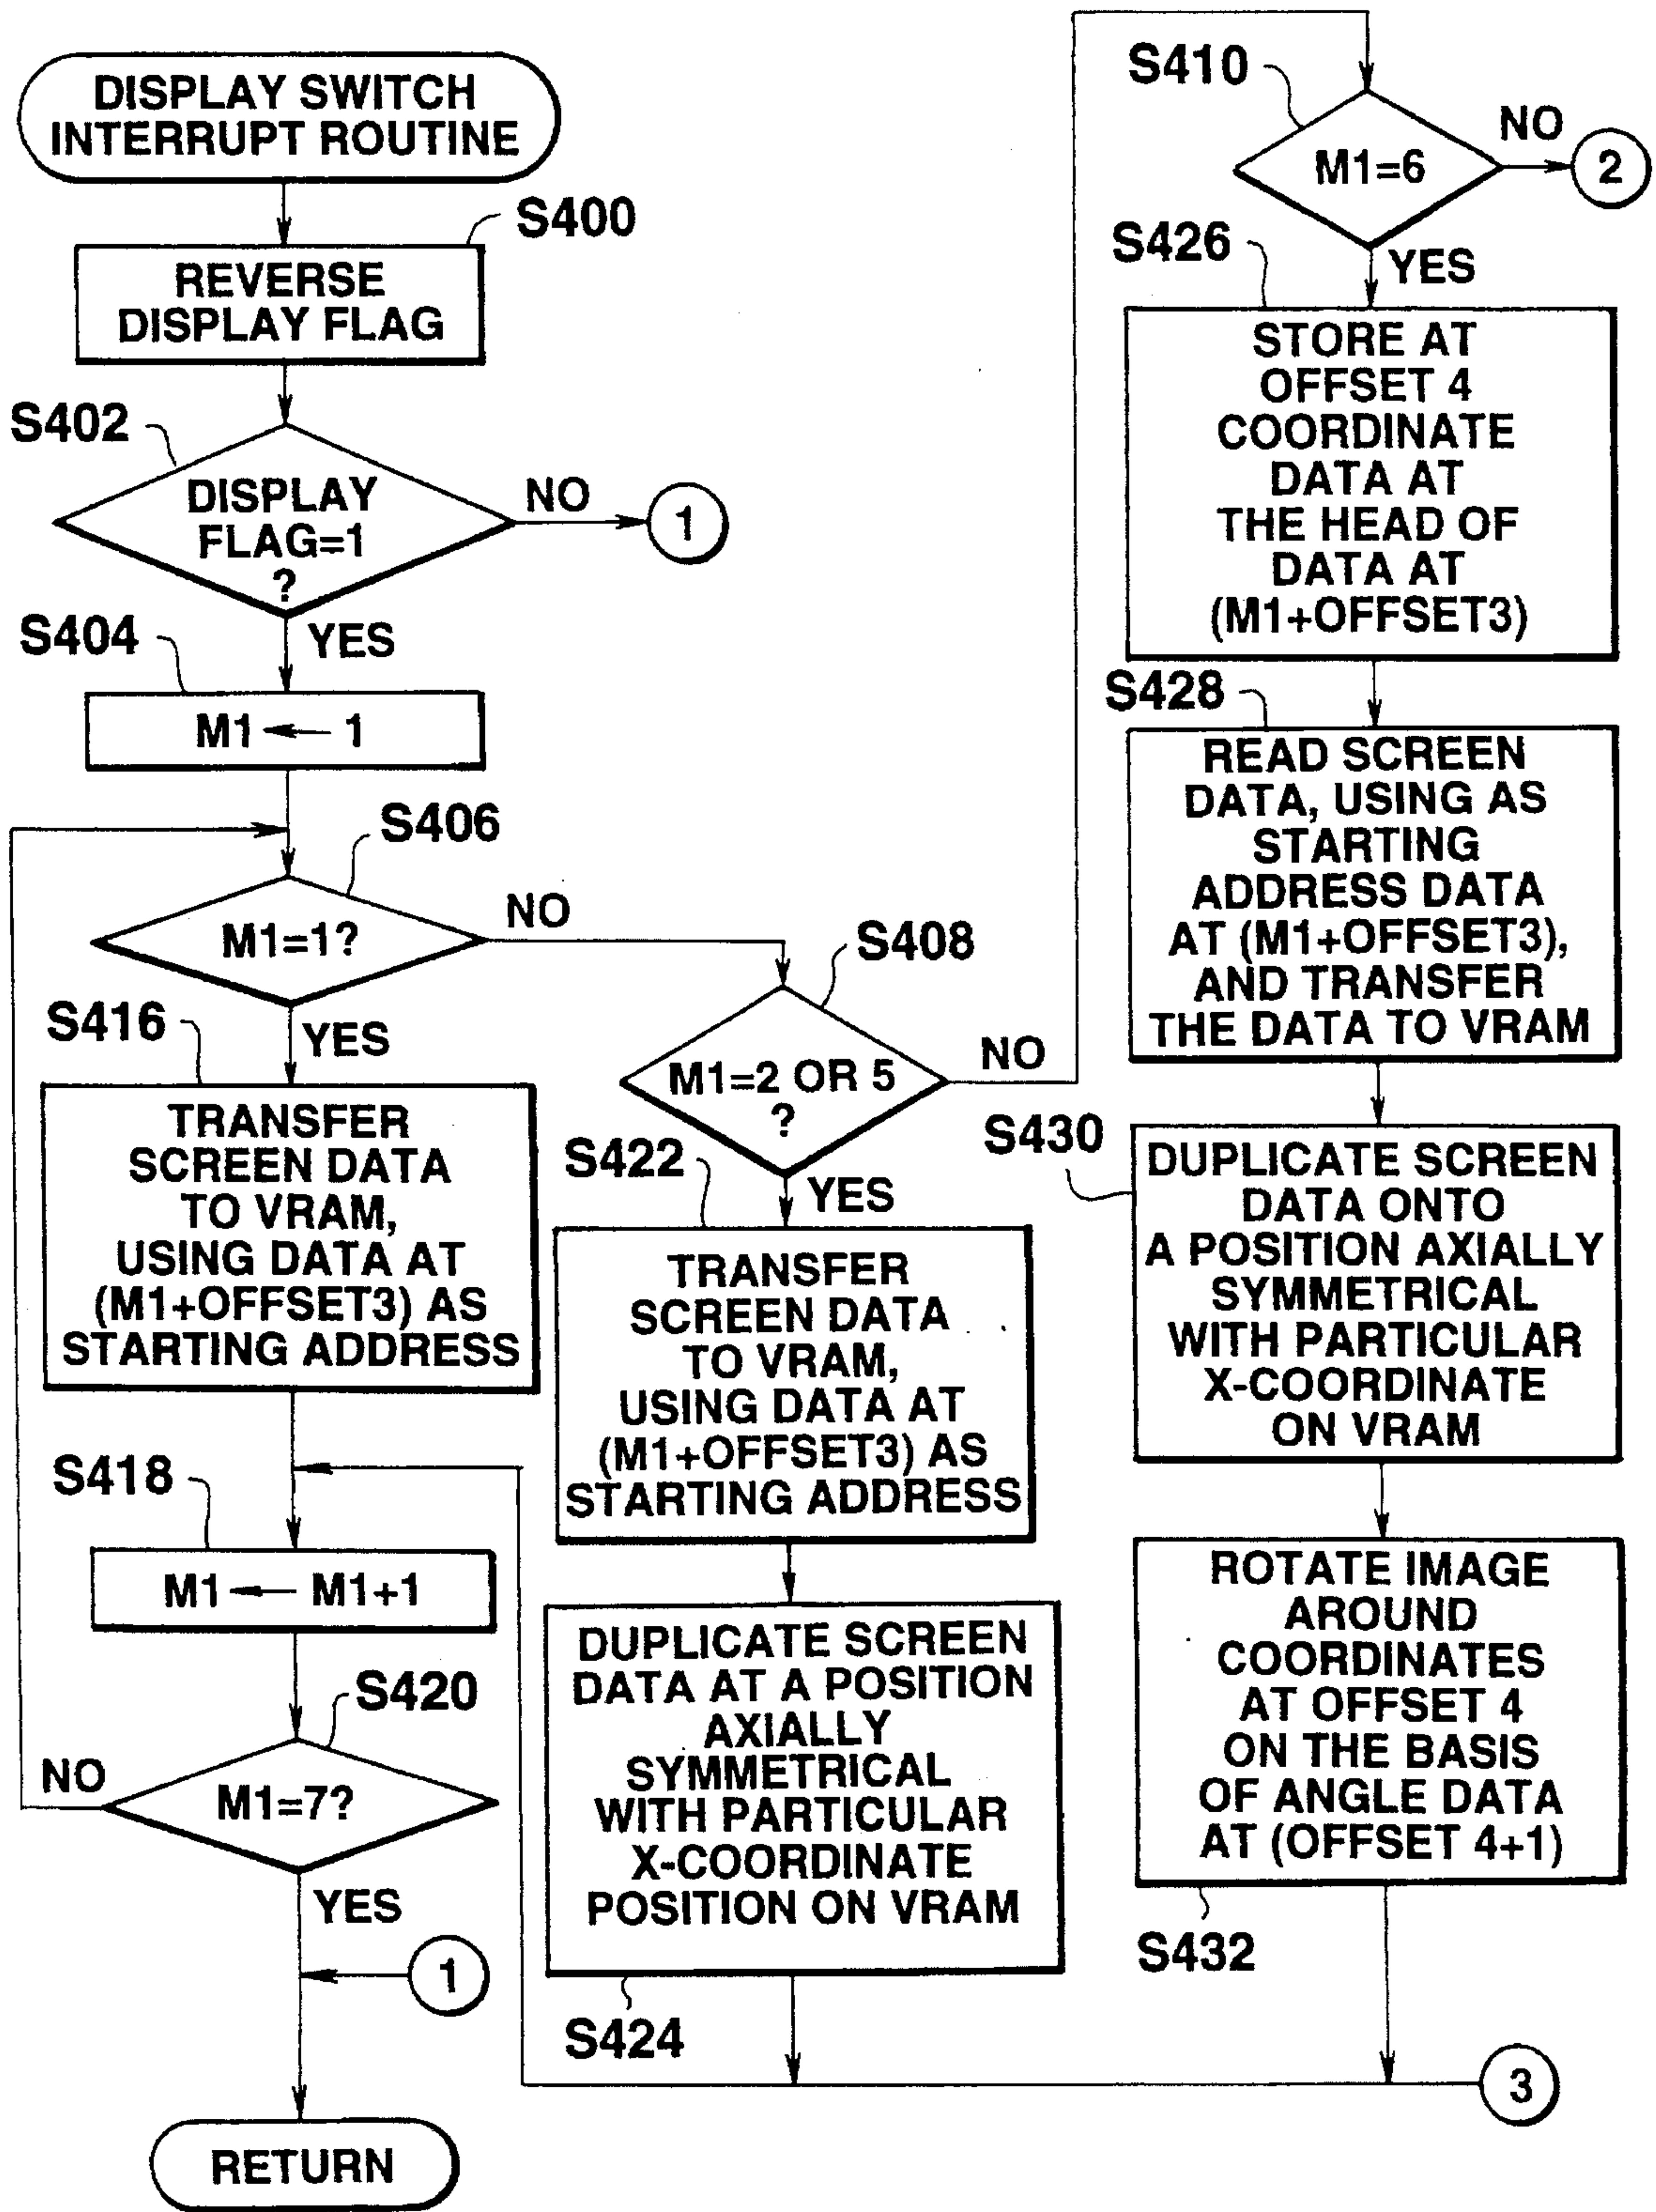 DISPLAY SWITCH
INTERRUPT ROUTINE
S400
REVERSE
DISPLAY FLAG
S402
DISPLAY
FLAG=1
?
NO
1
YES
S404
M1 ← 1
S406
M1=1?
NO
YES
S416
TRANSFER
SCREEN DATA
TO VRAM,
USING DATA AT
(M1+OFFSET3) AS
STARTING ADDRESS
S418
M1 ← M1+1
S420
M1=7?
NO
YES
1
RETURN
S408
M1=2 OR 5
?
NO
YES
S422
TRANSFER
SCREEN DATA
TO VRAM,
USING DATA AT
(M1+OFFSET3) AS
STARTING ADDRESS
DUPLICATE SCREEN
DATA AT A POSITION
AXIALLY
SYMMETRICAL
WITH PARTICULAR
X-COORDINATE
POSITION ON VRAM
S424
S410
M1=6
NO
2
YES
S426
STORE AT
OFFSET 4
COORDINATE
DATA AT
THE HEAD OF
DATA AT
(M1+OFFSET3)
S428
READ SCREEN
DATA, USING AS
STARTING
ADDRESS DATA
AT (M1+OFFSET3),
AND TRANSFER
THE DATA TO VRAM
S430
DUPLICATE SCREEN
DATA ONTO
A POSITION AXIALLY
SYMMETRICAL
WITH PARTICULAR
X-COORDINATE
ON VRAM
ROTATE IMAGE
AROUND
COORDINATES
AT OFFSET 4
ON THE BASIS
OF ANGLE DATA
AT (OFFSET 4+1)
S432
3